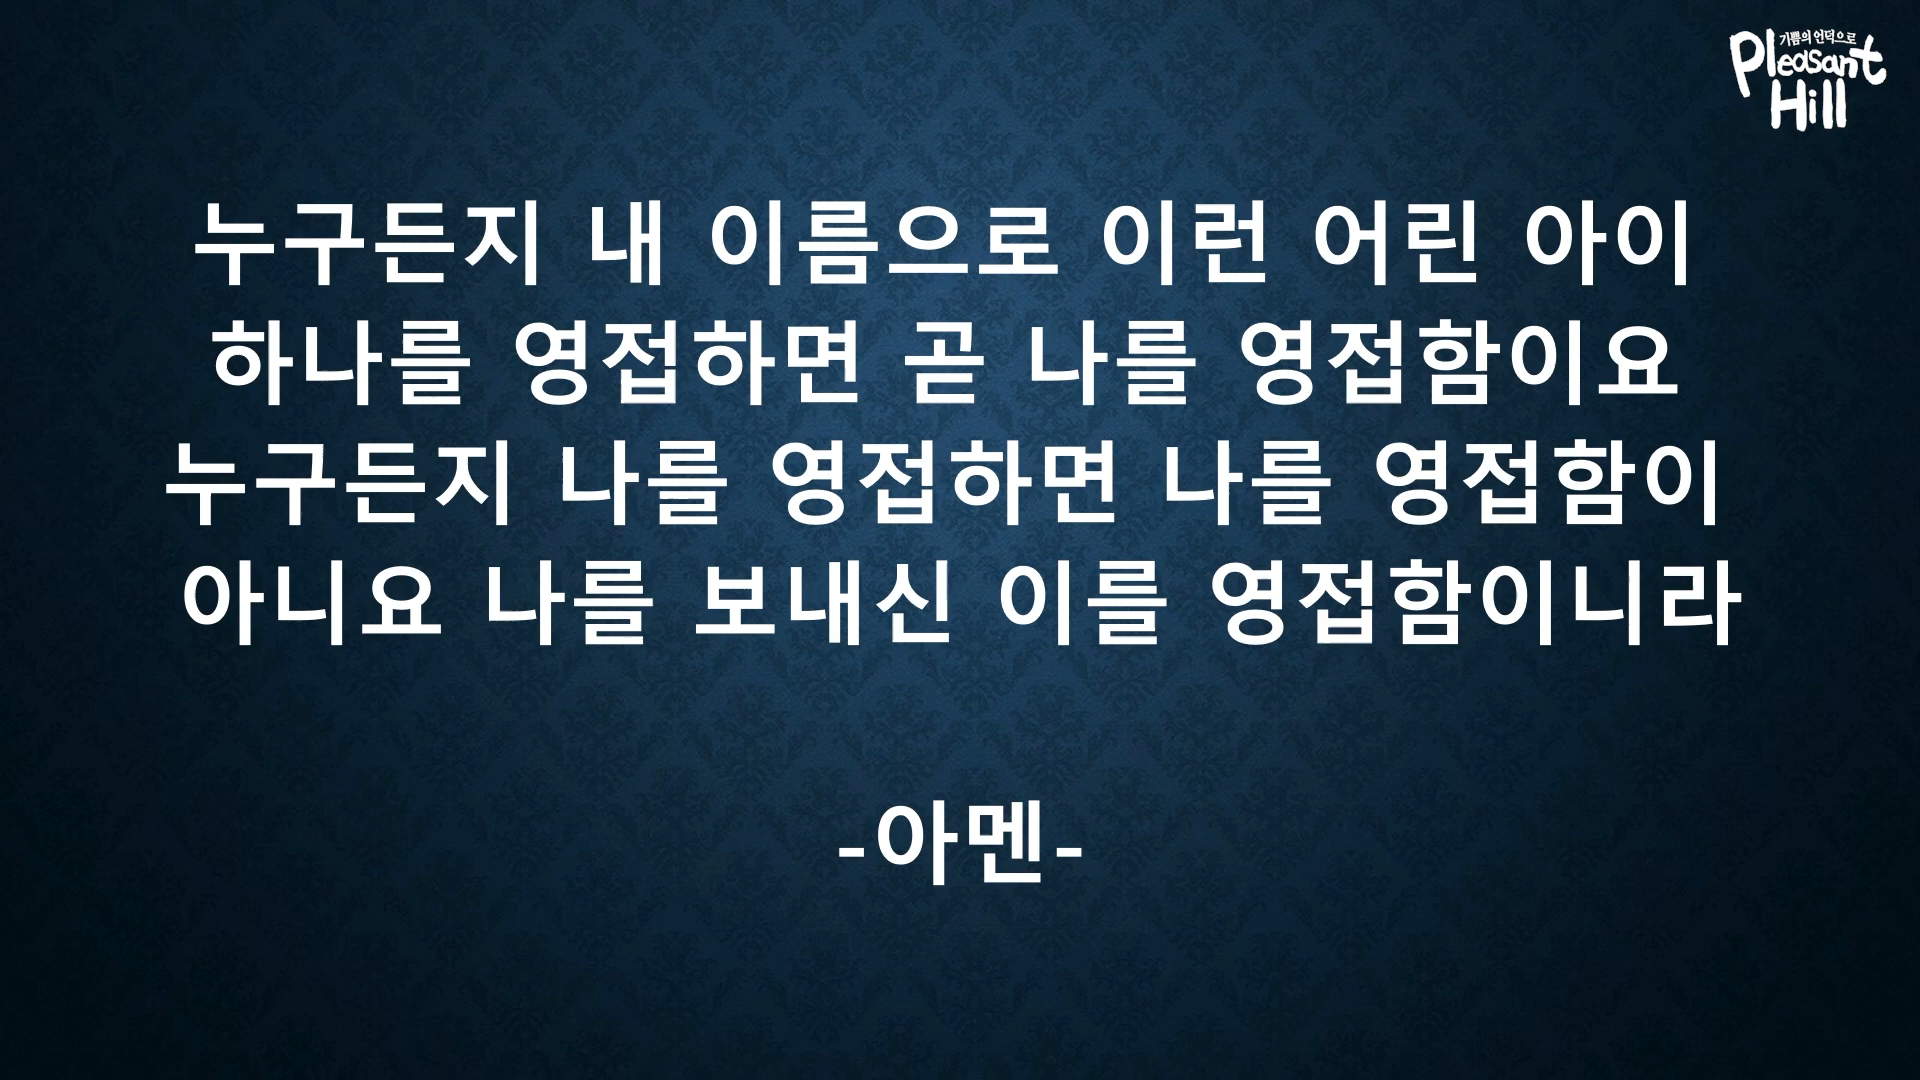 기쁨의 언덕으로
Pleasant
Hill
누구든지 내 이름으로 이런 어린 아이
하나를 영접하면 곧 나를 영접함이요
누구든지 나를 영접하면 나를 영접함이
아니요 나를 보내신 이를 영접함이니라
-아멘-